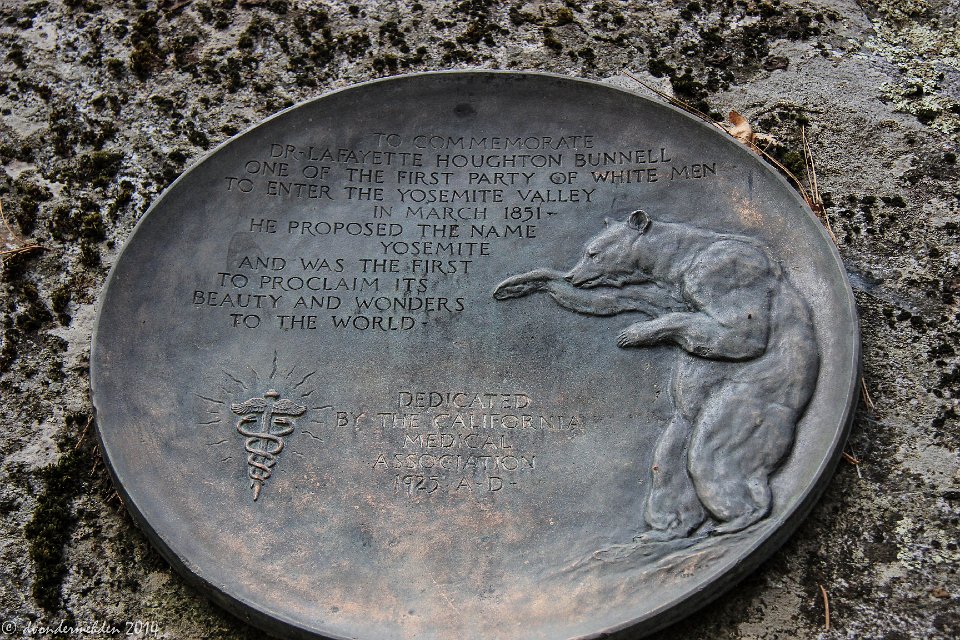 TO COMMEMORATE
DR·LAFAYETTE HOUGHTON BUNNELL
ONE OF THE FIRST PARTY OF WHITE MEN
TO ENTER THE YOSEMITE VALLEY
IN MARCH 1851-
HE PROPOSED THE NAME
YOSEMITE
AND WAS THE FIRST
TO PROCLAIM ITS
BEAUTY AND WONDERS
TO THE WORLD-
DEDICATED
BY THE CALIFORNIA
MEDICAL
ASSOCIATION
1925 A-D-
© dvondermehden 2014